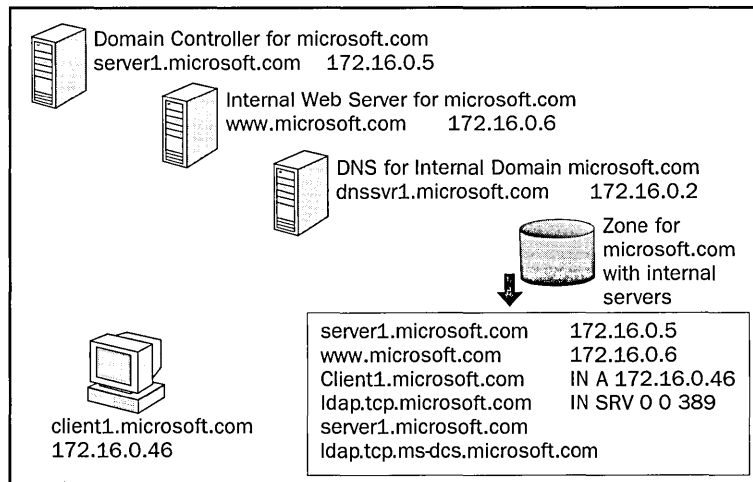 Domain Controller for microsoft.com
server1.microsoft.com 172.16.0.5
Internal Web Server for microsoft.com
www.microsoft.com 172.16.0.6
DNS for Internal Domain microsoft.com
dnssvr1.microsoft.com 172.16.0.2
Zone for
microsoft.com
with internal
servers
server1.microsoft.com 172.16.0.5
www.microsoft.com 172.16.0.6
Client1.microsoft.com IN A 172.16.0.46
ldap.tcp.microsoft.com IN SRV 0 0 389
server1.microsoft.com
ldap.tcp.ms-dcs.microsoft.com
client1.microsoft.com
172.16.0.46